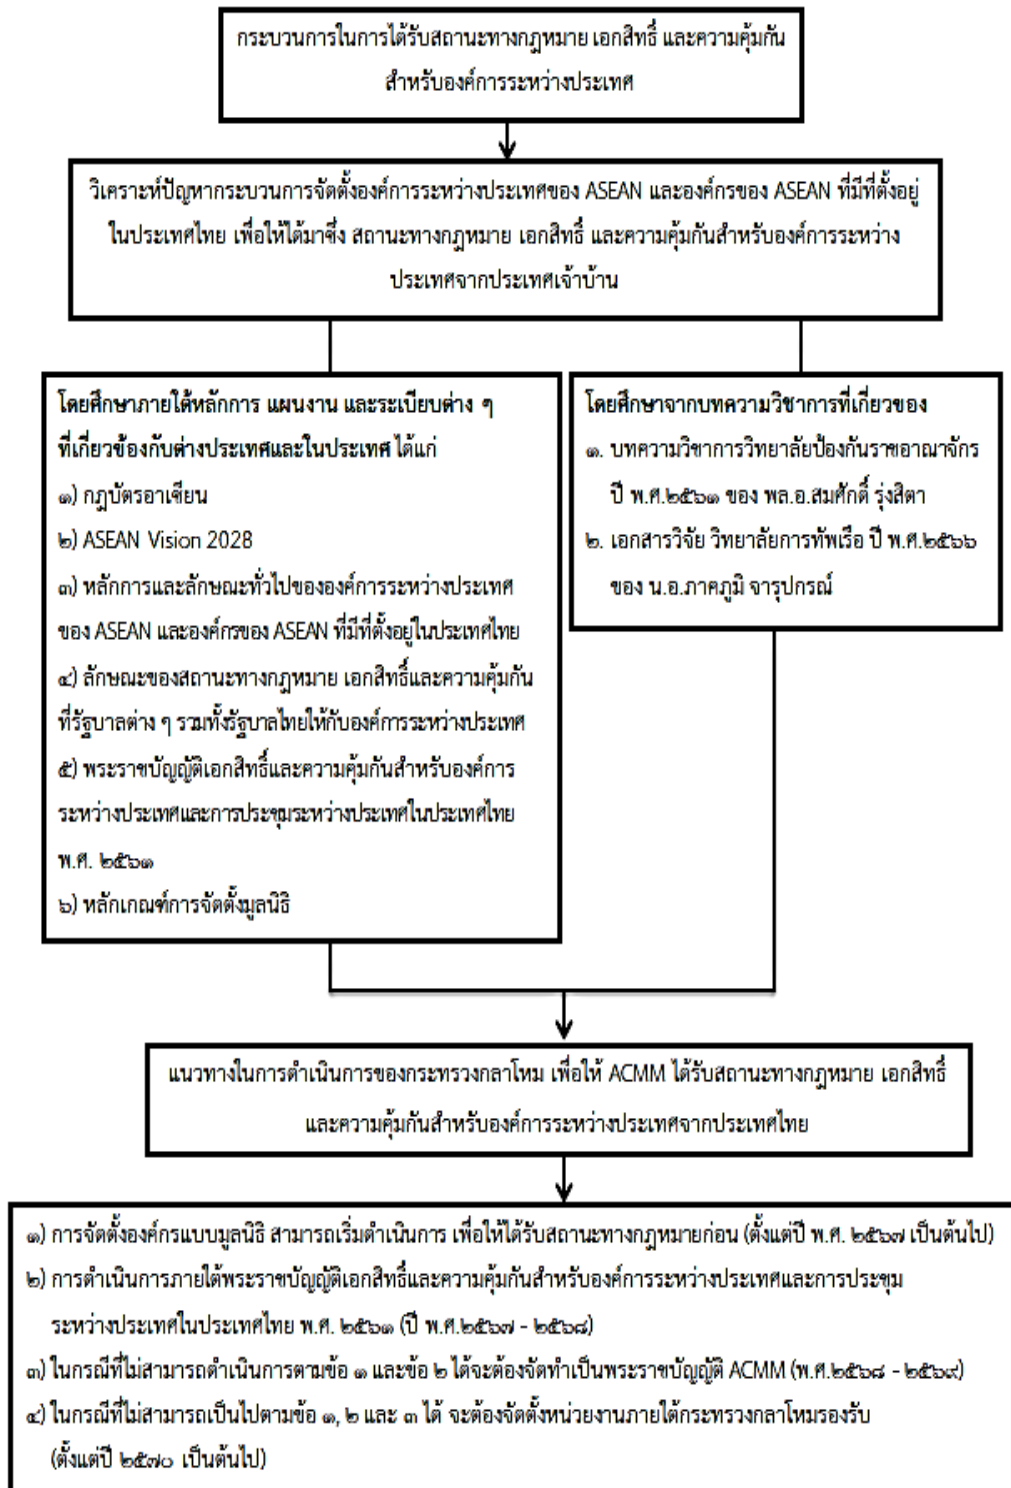 กระบวนการในการได้รับสถานะทางกฎหมาย เอกสิทธิ์ และความคุ้มกัน
สำหรับองค์การระหว่างประเทศ
วิเคราะห์ปัญหากระบวนการจัดตั้งองค์การระหว่างประเทศของ ASEAN และองค์กรของ ASEAN ที่มีที่ตั้งอยู่
ในประเทศไทย เพื่อให้ได้มาซึ่ง สถานะทางกฎหมาย เอกสิทธิ์ และความคุ้มกันสำหรับองค์การระหว่าง
ประเทศจากประเทศเจ้าบ้าน
โดยศึกษาภายใต้หลักการ แผนงาน และระเบียบต่าง ๆ
ที่เกี่ยวข้องกับต่างประเทศและในประเทศ ได้แก่
๑) กฎบัตรอาเซียน
๒) ASEAN Vision 2028
๓) หลักการและลักษณะทั่วไปขององค์การระหว่างประเทศ
ของ ASEAN และองค์กรของ ASEAN ที่มีที่ตั้งอยู่ในประเทศไทย
๔) ลักษณะของสถานะทางกฎหมาย เอกสิทธิ์และความคุ้มกัน
ที่รัฐบาลต่าง ๆ รวมทั้งรัฐบาลไทยให้กับองค์การระหว่างประเทศ
๕) พระราชบัญญัติเอกสิทธิ์และความคุ้มกันสำหรับองค์การ
ระหว่างประเทศและการประชุมระหว่างประเทศในประเทศไทย
พ.ศ. ๒๕๖๑
๖) หลักเกณฑ์การจัดตั้งมูลนิธิ
โดยศึกษาจากบทความวิชาการที่เกี่ยวของ
๑. บทความวิชาการวิทยาลัยป้องกันราชอาณาจักร
ปี พ.ศ.๒๕๖๑ ของ พล.อ.สมศักดิ์ รุ่งสิตา
๒. เอกสารวิจัย วิทยาลัยการทัพเรือ ปี พ.ศ.๒๕๖๖
ของ น.อ.ภาคภูมิ จารุปกรณ์
แนวทางในการดำเนินการของกระทรวงกลาโหม เพื่อให้ ACMM ได้รับสถานะทางกฎหมาย เอกสิทธิ์
และความคุ้มกันสำหรับองค์การระหว่างประเทศจากประเทศไทย
๑) การจัดตั้งองค์กรแบบมูลนิธิ สามารถเริ่มดำเนินการ เพื่อให้ได้รับสถานะทางกฎหมายก่อน (ตั้งแต่ปี พ.ศ. ๒๕๖๗ เป็นต้นไป)
๒) การดำเนินการภายใต้พระราชบัญญัติเอกสิทธิ์และความคุ้มกันสำหรับองค์การระหว่างประเทศและการประชุม
ระหว่างประเทศในประเทศไทย พ.ศ. ๒๕๖๑ (ปี พ.ศ.๒๕๖๗ - ๒๕๖๘)
๓) ในกรณีที่ไม่สามารถดำเนินการตามข้อ ๑ และข้อ ๒ ได้จะต้องจัดทำเป็นพระราชบัญญัติ ACMM (พ.ศ.๒๕๖๘ - ๒๕๖๙)
๔) ในกรณีที่ไม่สามารถเป็นไปตามข้อ ๑, ๒ และ ๓ ได้ จะต้องจัดตั้งหน่วยงานภายใต้กระทรวงกลาโหมรองรับ
(ตั้งแต่ปี ๒๕๗๐ เป็นต้นไป)